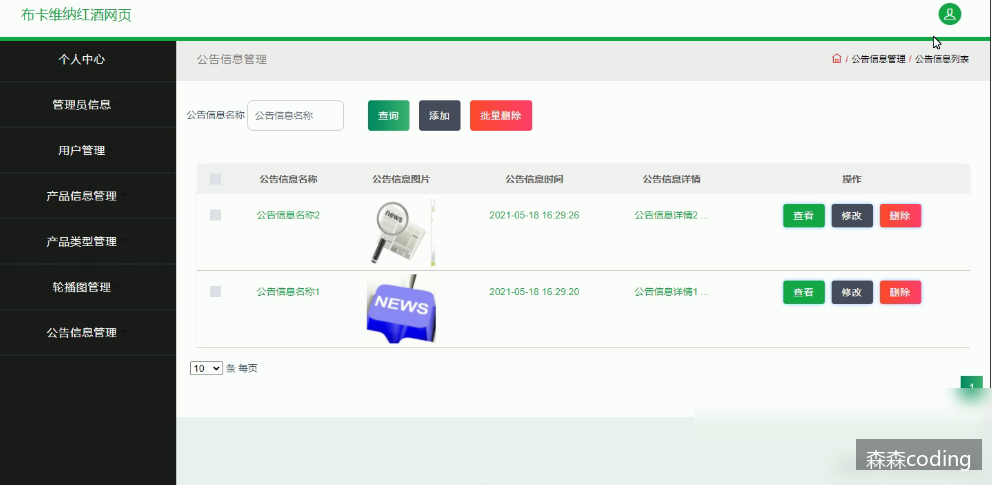 布卡维纳红酒网页
个人中心
管理员信息
用户管理
产品信息管理
产品类型管理
轮播图管理
公告信息管理
公告信息管理
/ 公告信息管理 / 公告信息列表
公告信息名称 公告信息名称 查询 添加 批量删除
公告信息名称 公告信息图片 公告信息时间 公告信息详情 操作
公告信息名称2 news 2021-05-18 16:29:26 公告信息详情2 ... 查看 修改 删除
公告信息名称1 NEWS 2021-05-18 16:29:20 公告信息详情1 ... 查看 修改 删除
10 条 每页
1
森森coding